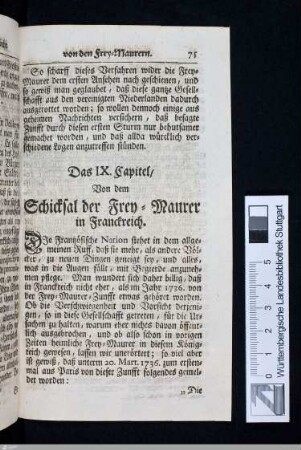 von den Frey-Maurern. 75
So scharff dieses Verfahren wider die Frey-
Maurer dem ersten Ansehen nach geschienen, und
so gewiß man geglaubet, daß diese gantze Gesell-
schafft aus den vereinigten Niederlanden dadurch
ausgerottet worden; so wollen dennoch einige aus
geheimen Nachrichten versichern, daß besagte
Zunfft durch diesen ersten Sturm nur behutsamer
gemachet worden, und daß allda würcklich ver-
schiedene Logen anzutreffen stünden.
Das IX. Capitel/
Von dem
Schicksal der Frey-Maurer
in Franckreich.
Die Frantzösische Nation stehet in dem allge-
meinen Ruff, daß sie mehr, als andere Völ-
cker, zu neuen Dingen geneigt sey, und alles,
was in die Augen fällt, mit Begierde anzuneh-
men pflege. Man wundert sich daher billig, daß
in Franckreich nicht eher, als im Jahr 1736. von
der Frey-Maurer-Zunfft etwas gehöret worden.
Ob die Verschwiegenheit und Vorsicht derjeni-
gen, so in diese Gesellschafft getreten, für die Ur-
sachen zu halten, warum eher nichts davon öffent-
lich ausgebrochen, und ob also schon in vorigen
Zeiten heimliche Frey-Maurer in diesem König-
reich gewesen, lassen wir unerörtert; so viel aber
ist gewiß, daß unterm 20. Mart. 1736. zum ersten-
mal aus Paris von dieser Zunfft folgendes gemel-
det worden:
„ Die
Württembergische Landesbibliothek Stuttgart